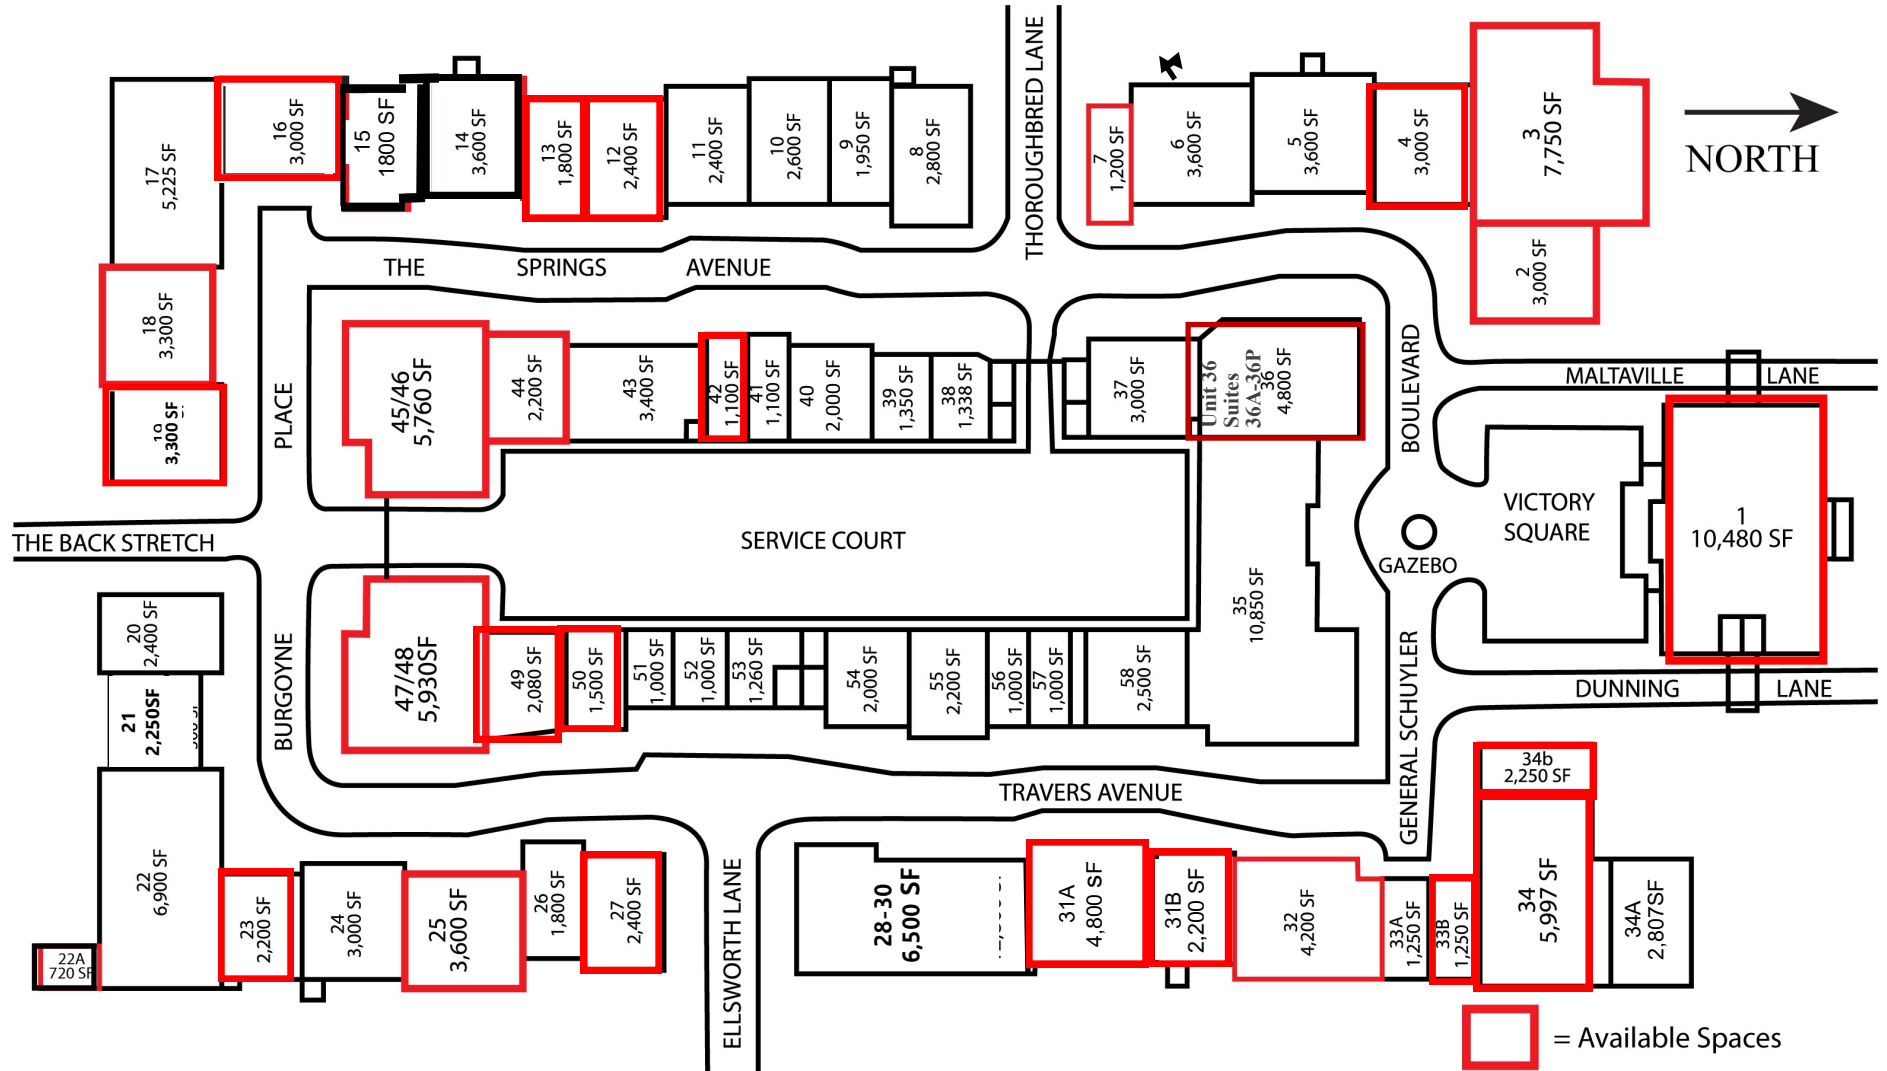 17
5,225 SF
16
3,000 SF
15
1800 SF
14
3,600 SF
13
1,800 SF
12
2,400 SF
11
2,400 SF
10
2,600 SF
9
1,950 SF
8
2,800 SF
THOROUGHBRED LANE
7
1,200 SF
6
3,600 SF
5
3,600 SF
4
3,000 SF
3
7,750 SF
2
3,000 SF
NORTH
THE SPRINGS AVENUE
18
3,300 SF
3,300 SF
PLACE
45/46
5,760 SF
44
2,200 SF
43
3,400 SF
42
1,100 SF
41
1,100 SF
40
2,000 SF
39
1,350 SF
38
1,338 SF
37
3,000 SF
Unit 36
Suites
36A-36P
36
4,800 SF
BOULEVARD
MALTAVILLE LANE
VICTORY
SQUARE
1
10,480 SF
GAZEBO
THE BACK STRETCH
SERVICE COURT
20
2,400 SF
21
2,250SF
BURGOYNE
47/48
5,930SF
49
2,080 SF
50
1,500 SF
51
1,000 SF
52
1,000 SF
53
1,260 SF
54
2,000 SF
55
2,200 SF
56
1,000 SF
57
1,000 SF
58
2,500 SF
35
10,850 SF
GENERAL SCHUYLER
DUNNING LANE
TRAVERS AVENUE
22
6,900 SF
22A
720 SF
23
2,200 SF
24
3,000 SF
25
3,600 SF
26
1,800 SF
27
2,400 SF
ELLSWORTH LANE
28-30
6,500 SF
31A
4,800 SF
31B
2,200 SF
32
4,200 SF
33A
1,250 SF
33B
1,250 SF
34b
2,250 SF
34
5,997 SF
34A
2,807SF
= Available Spaces